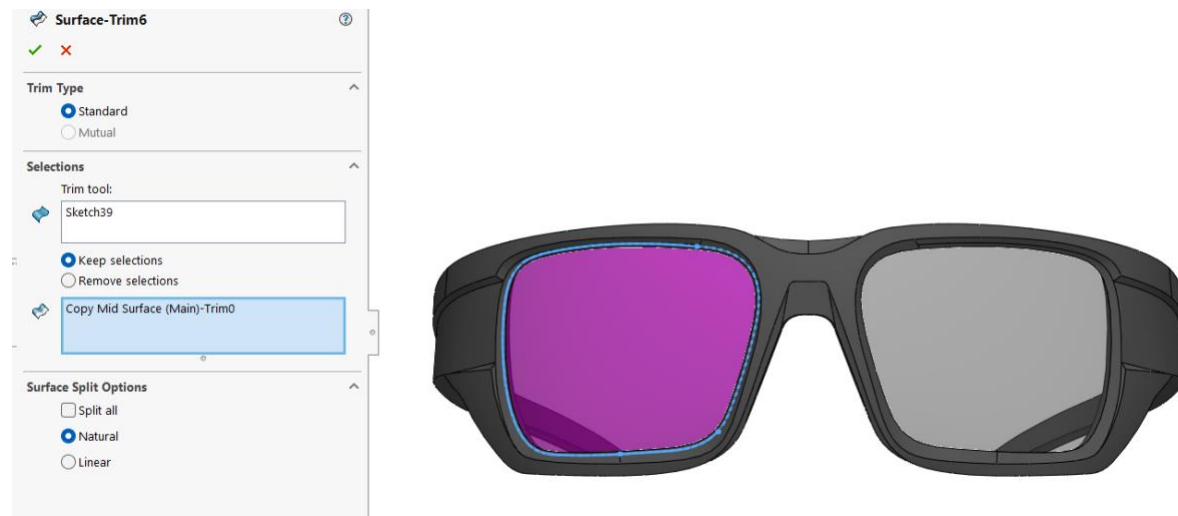 Surface-Trim6
Trim Type
Standard
Mutual
Selections
Trim tool:
Sketch39
Keep selections
Remove selections
Copy Mid Surface (Main)-Trim0
Surface Split Options
Split all
Natural
Linear